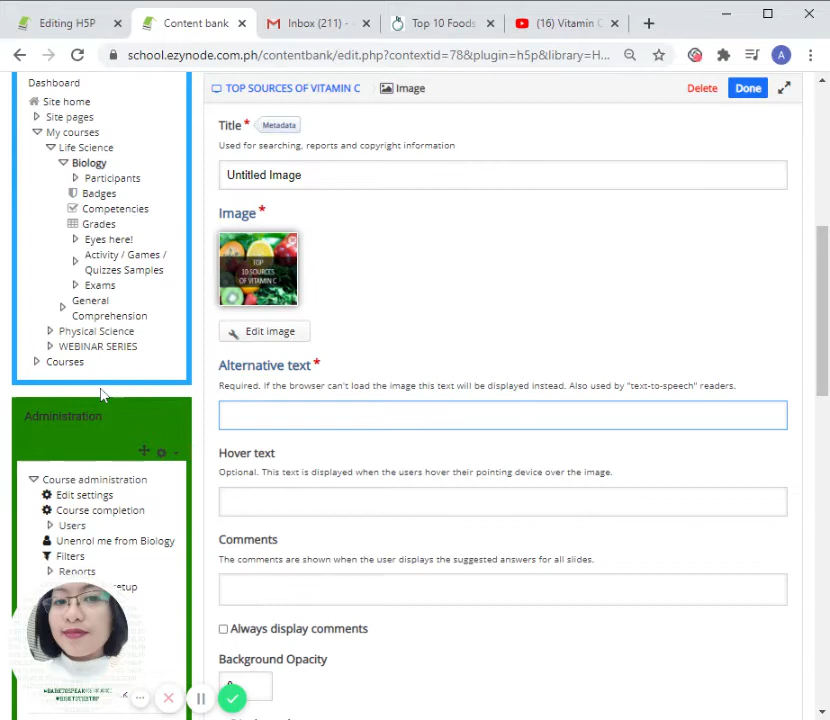 Editing H5P
Content bank
Inbox (211) -
Top 10 Foods
(16) Vitamin C
school.ezynode.com.ph/contentbank/edit.php?contextid=78&plugin=h5p&library=H...
A
Dashboard
Site home
Site pages
My courses
Life Science
Biology
Participants
Badges
Competencies
Grades
Eyes here!
Activity / Games /
Quizzes Samples
Exams
General
Comprehension
Physical Science
WEBINAR SERIES
Courses
Administration
Course administration
Edit settings
Course completion
Users
Unenrol me from Biology
Filters
Reports
TOP SOURCES OF VITAMIN C
Image
Delete
Done
Title * Metadata
Used for searching, reports and copyright information
Untitled Image
Image *
TOP
10 SOURCES
OF VITAMIN C
Edit image
Alternative text *
Required. If the browser can't load the image this text will be displayed instead. Also used by "text-to-speech" readers.
Hover text
Optional. This text is displayed when the users hover their pointing device over the image.
Comments
The comments are shown when the user displays the suggested answers for all slides.
Always display comments
Background Opacity